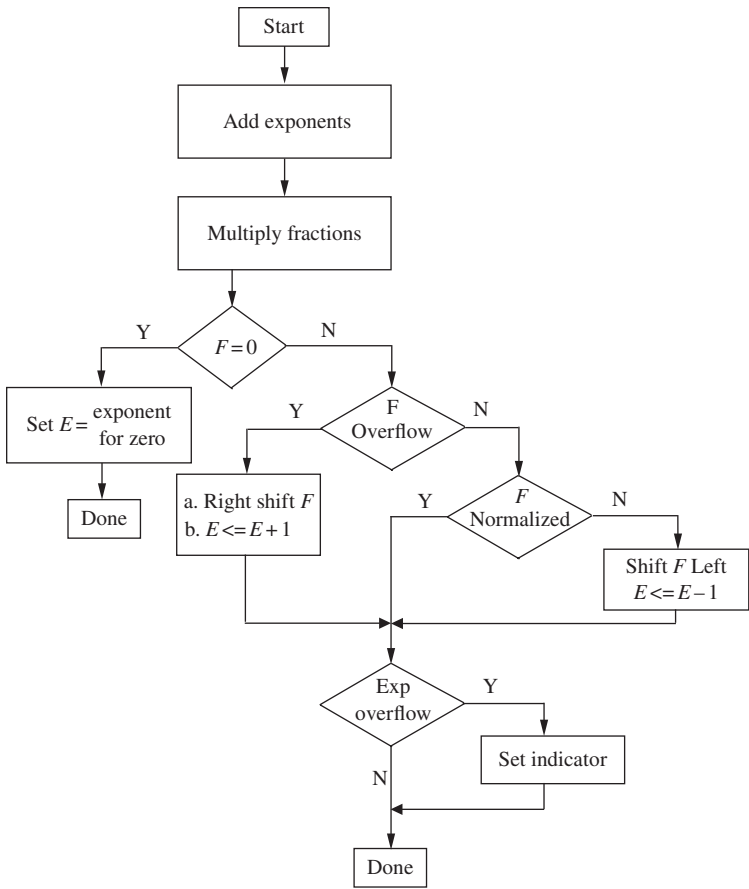 Start
Add exponents
Multiply fractions
Y
N
F = 0
Set E = exponent
for zero
Done
Y
F
Overflow
N
a. Right shift F
b. E <= E + 1
Y
F
Normalized
N
Shift F Left
E <= E – 1
Exp
overflow
Y
Set indicator
N
Done